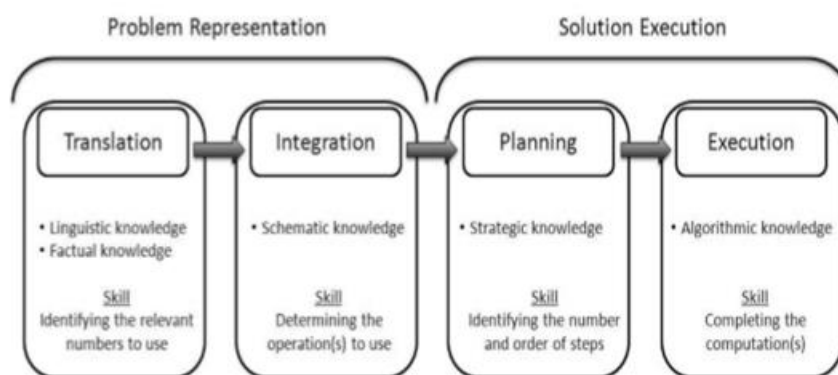 Problem Representation
Solution Execution
Translation
Integration
Planning
Execution
• Linguistic knowledge
• Factual knowledge
• Schematic knowledge
• Strategic knowledge
• Algorithmic knowledge
Skill
Identifying the relevant
numbers to use
Skill
Determining the
operation(s) to use
Skill
Identifying the number
and order of steps
Skill
Completing the
computation(s)